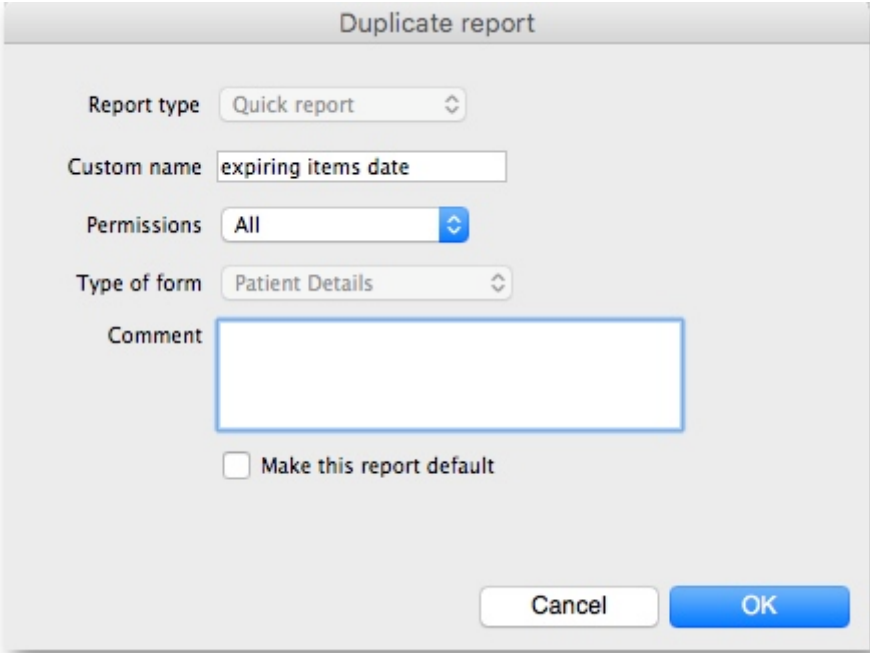 Duplicate report
Report type Quick report
Custom name expiring items date
Permissions All
Type of form Patient Details
Comment
Make this report default
Cancel OK